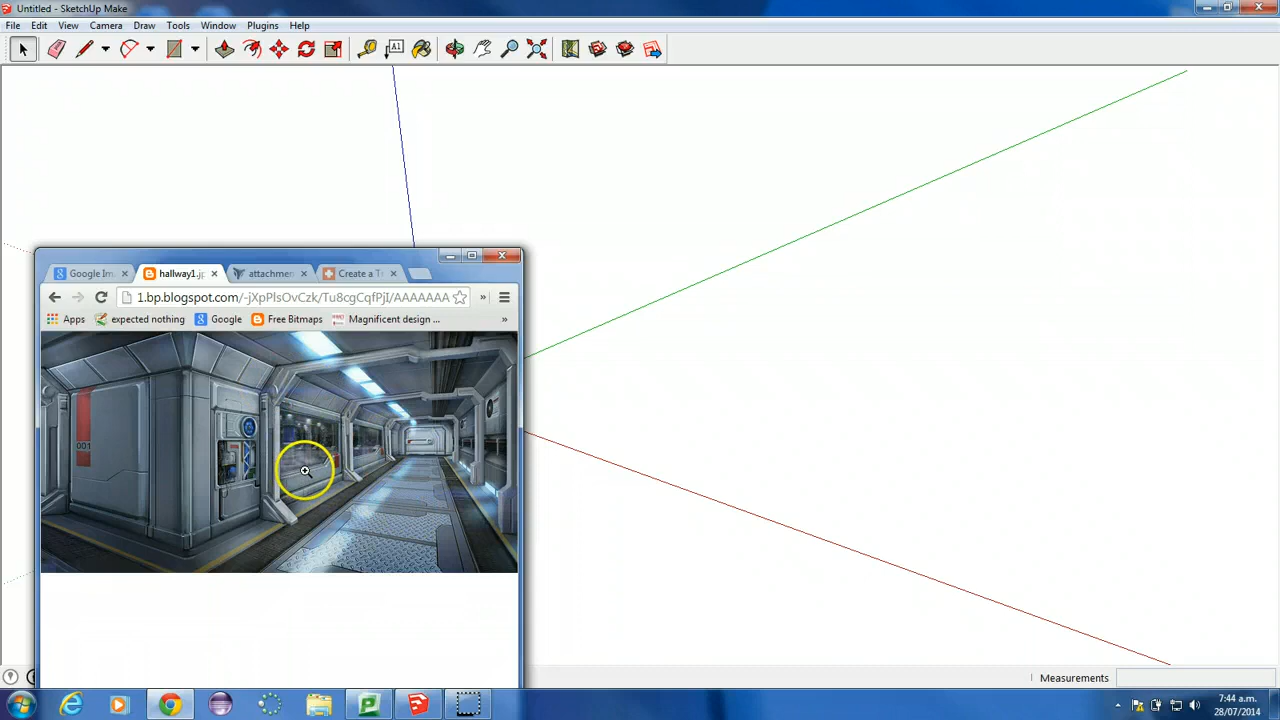 Untitled - SketchUp Make
File Edit View Camera Draw Tools Window Plugins Help
A1
Google Im
hallway1.j
attachmen
Create a T
1.bp.blogspot.com/-jXpPlsOvCzk/Tu8cgCqfPjI/AAAAAAA
Apps expected nothing Google Free Bitmaps Magnificent design ... »
001
Measurements
7:44 a.m.
28/07/2014